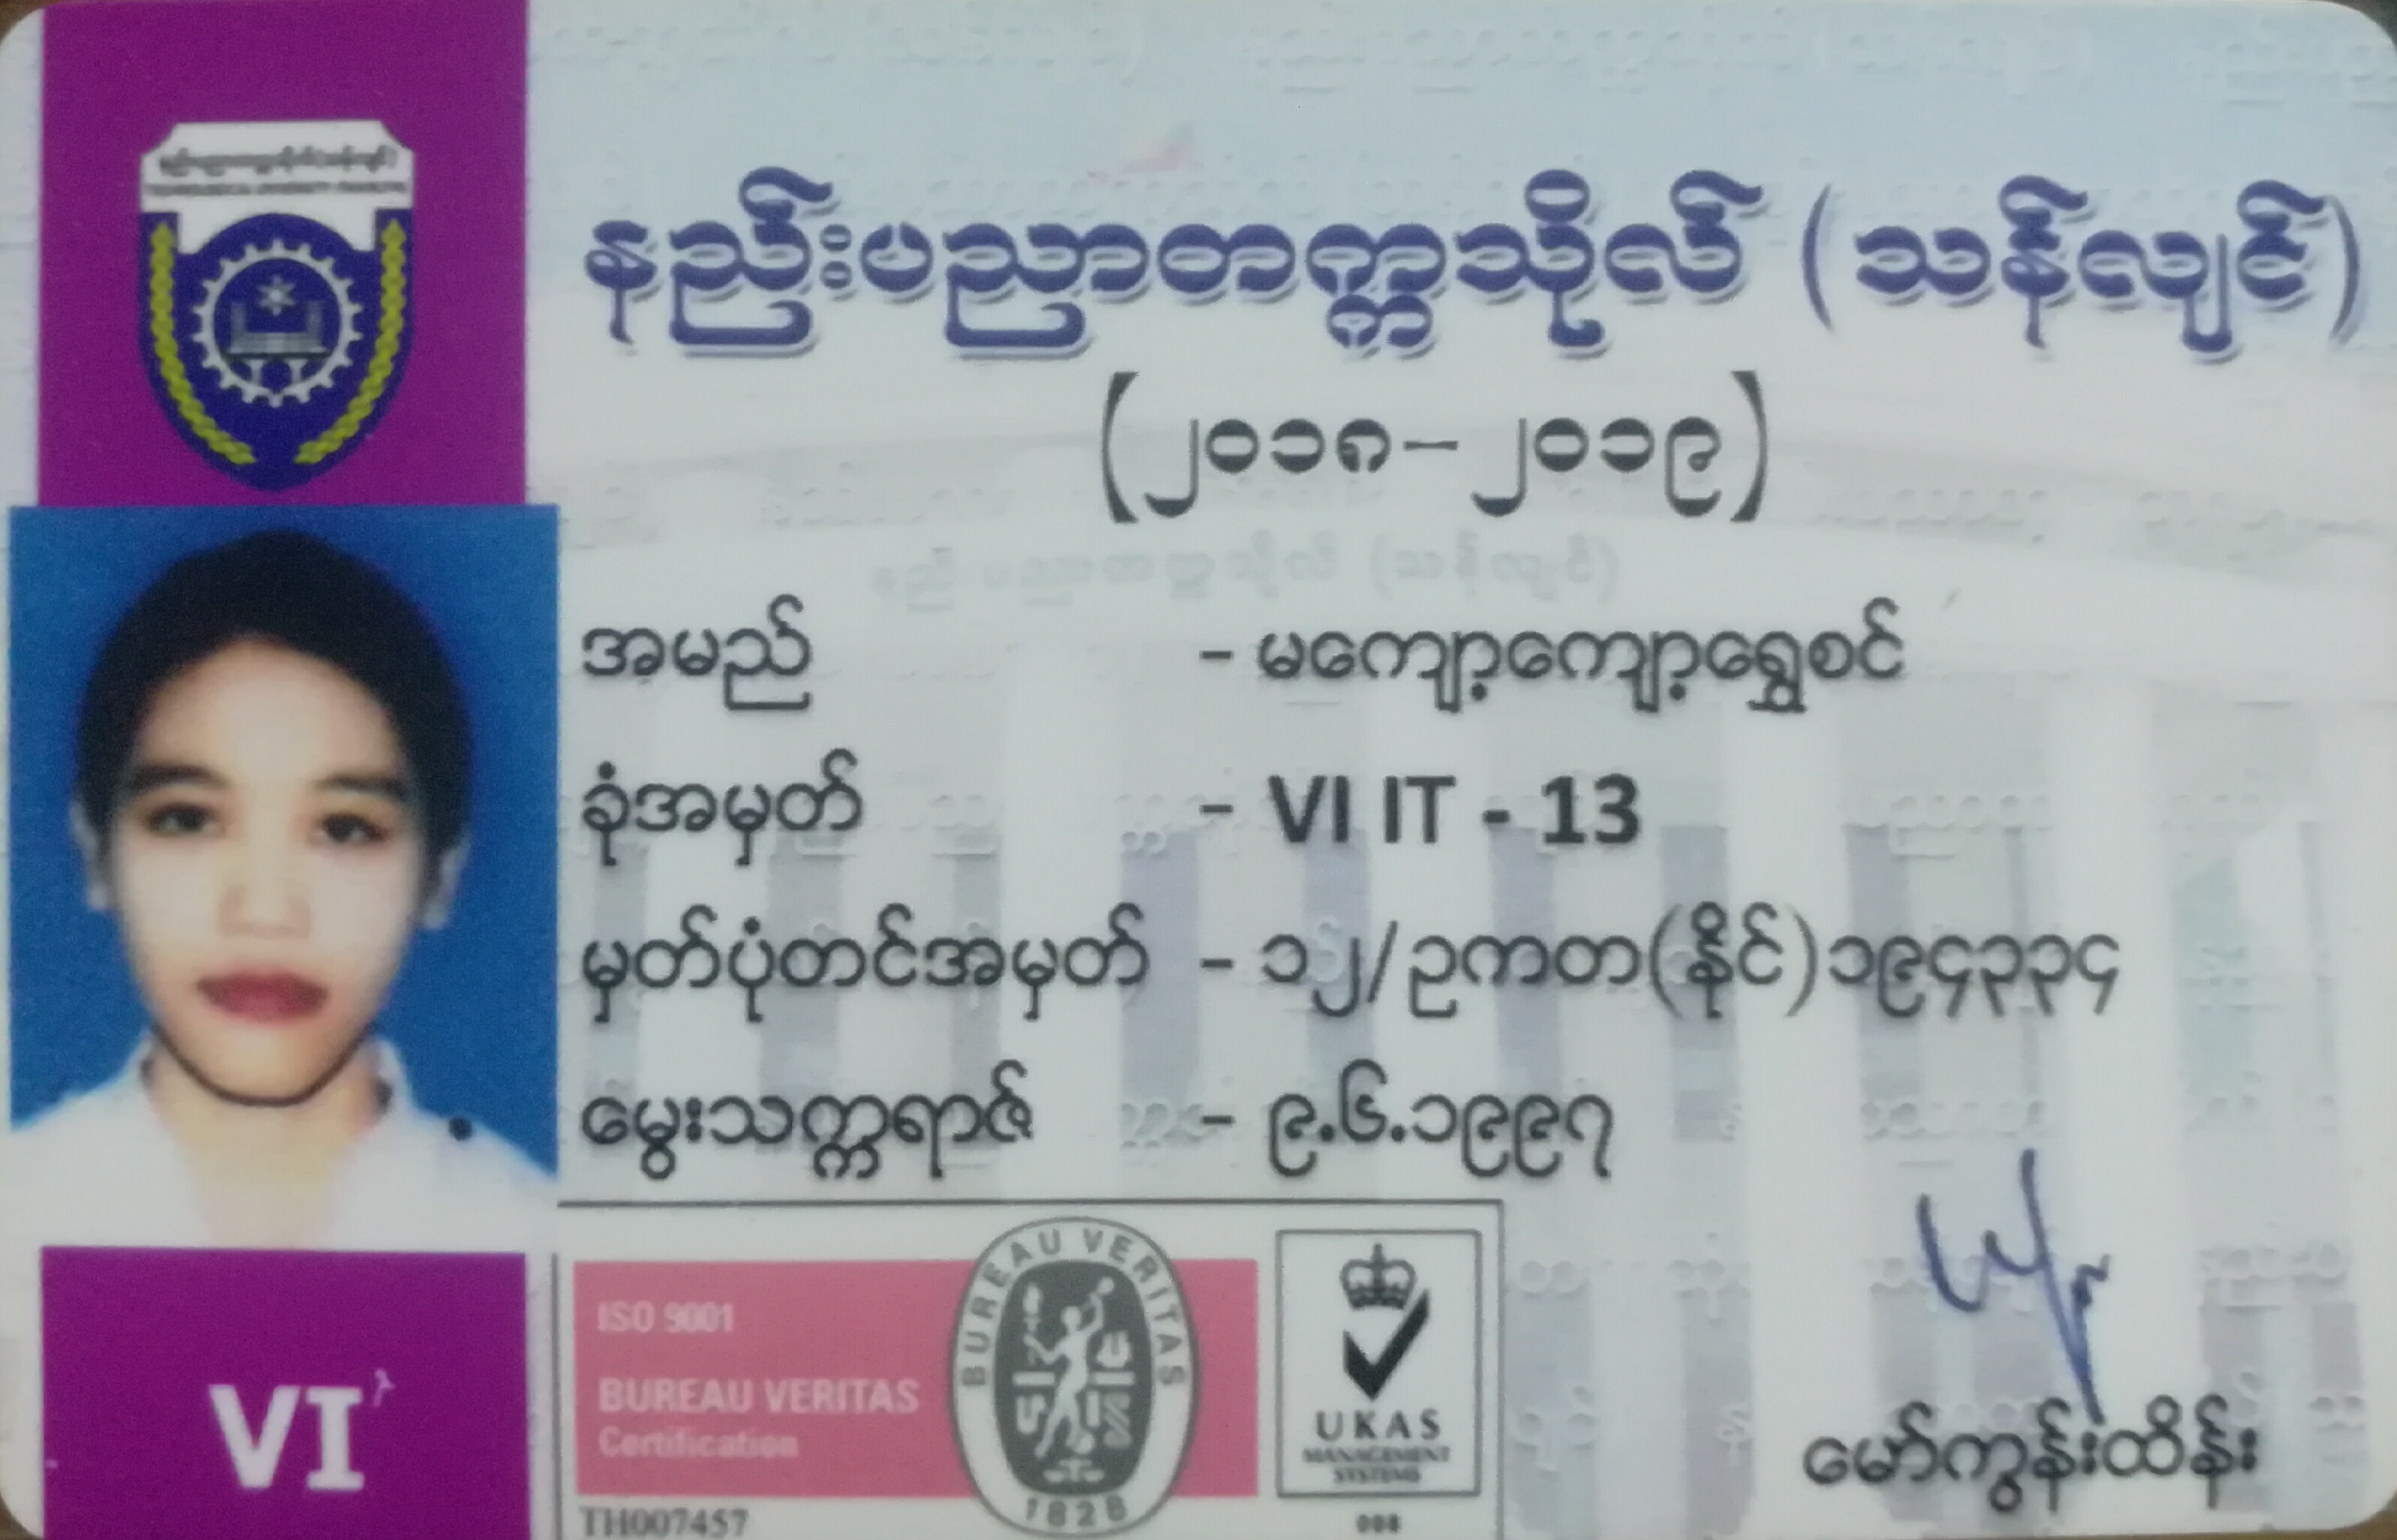 နည်းပညာတက္ကသိုလ် (သန်လျင်)
(၂၀၁၈–၂၀၁၉)
အမည် - မကျော့ကျော့ရွှေစင်
ခုံအမှတ် - VI IT - 13
မှတ်ပုံတင်အမှတ် - ၁၂/ဥကတ(နိုင်)၁၉၄၃၃၄
မွေးသက္ကရာဇ် - ၉.၆.၁၉၉၇
VI
ISO 9001
BUREAU VERITAS
Certification
BUREAU VERITAS
1828
UKAS
MANAGEMENT
SYSTEMS
008
TH007457
မော်ကွန်းထိန်း